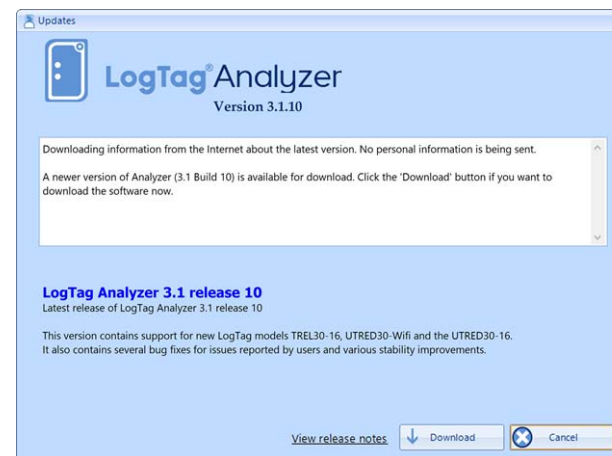 Updates
LogTag® Analyzer
Version 3.1.10
Downloading information from the Internet about the latest version. No personal information is being sent.
A newer version of Analyzer (3.1 Build 10) is available for download. Click the 'Download' button if you want to
download the software now.
LogTag Analyzer 3.1 release 10
Latest release of LogTag Analyzer 3.1 release 10
This version contains support for new LogTag models TREL30-16, UTRED30-Wifi and the UTRED30-16.
It also contains several bug fixes for issues reported by users and various stability improvements.
View release notes
Download
Cancel